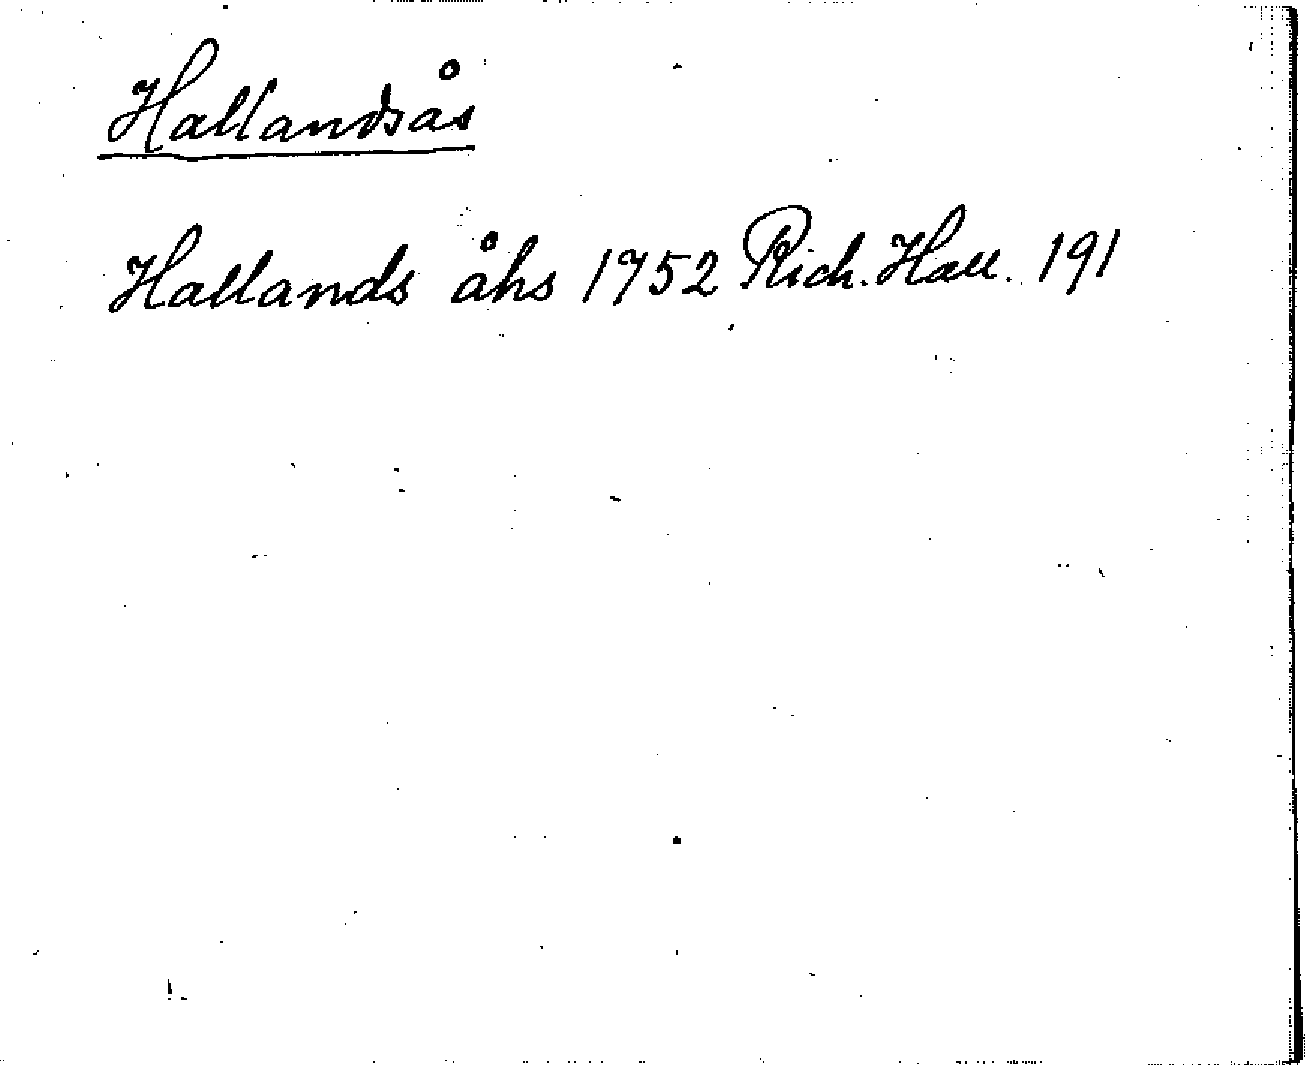 Hallandsås
Hallands åhs 1752 Rich. Hall. 191